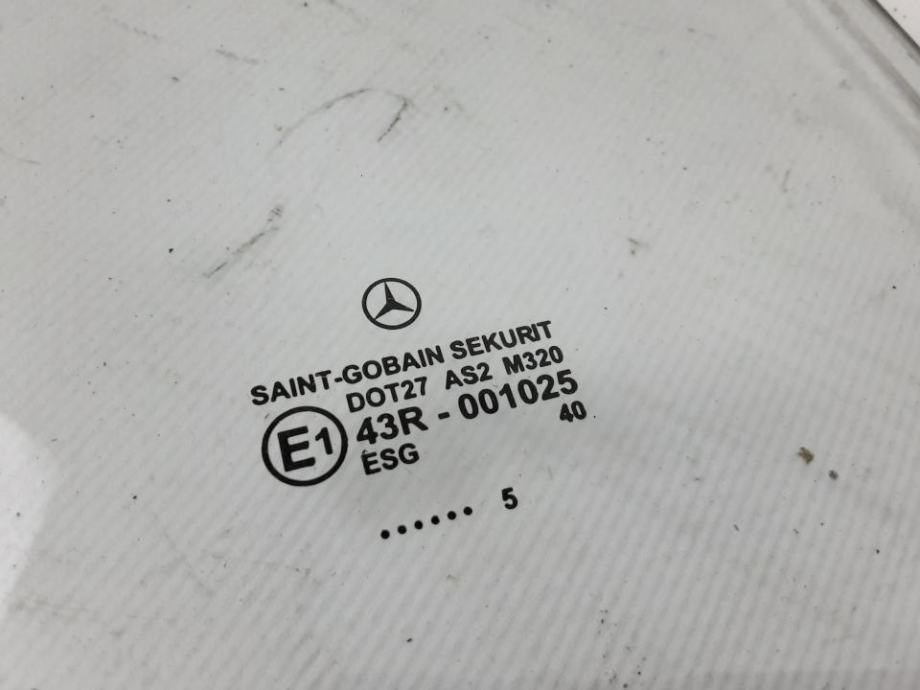 SAINT-GOBAIN SEKURIT
DOT27 AS2 M320
E1 43R - 001025
ESG 40
...... 5